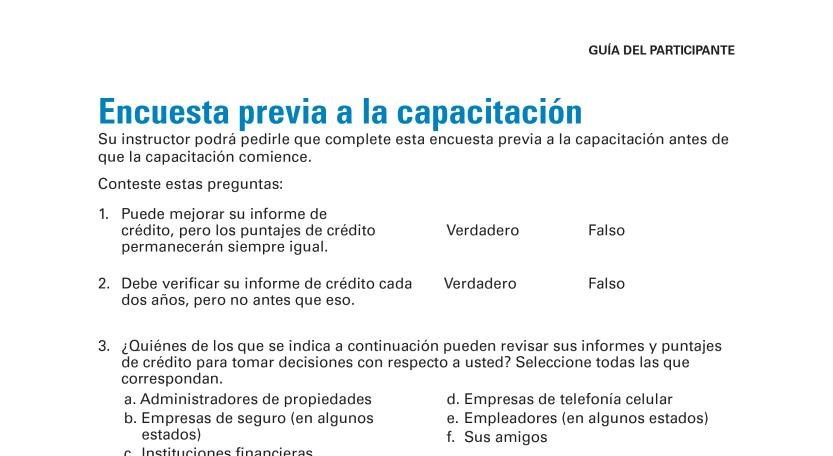 GUÍA DEL PARTICIPANTE
Encuesta previa a la capacitación
Su instructor podrá pedirle que complete esta encuesta previa a la capacitación antes de
que la capacitación comience.
Conteste estas preguntas:
1. Puede mejorar su informe de
crédito, pero los puntajes de crédito
permanecerán siempre igual.
Verdadero Falso
2. Debe verificar su informe de crédito cada
dos años, pero no antes que eso.
Verdadero Falso
3. ¿Quiénes de los que se indica a continuación pueden revisar sus informes y puntajes
de crédito para tomar decisiones con respecto a usted? Seleccione todas las que
correspondan.
a. Administradores de propiedades
b. Empresas de seguro (en algunos
estados)
c. Instituciones financieras
d. Empresas de telefonía celular
e. Empleadores (en algunos estados)
f. Sus amigos